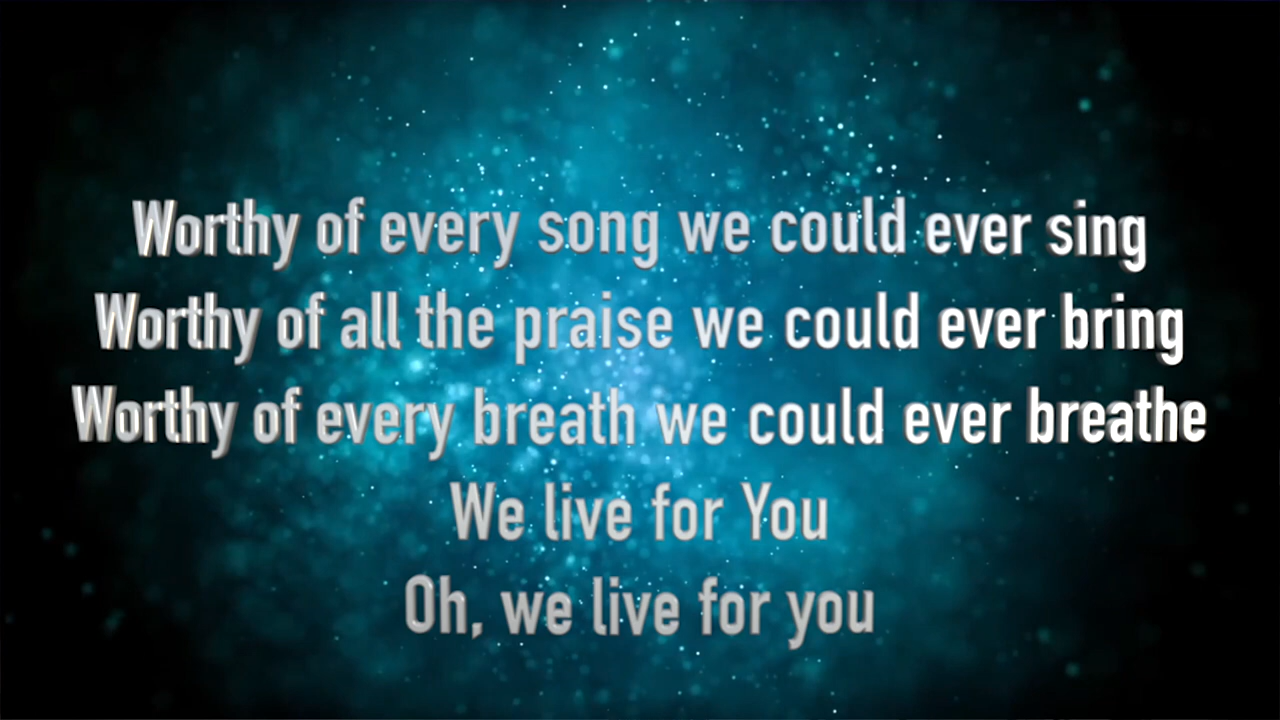 Worthy of every song we could ever sing
Worthy of all the praise we could ever bring
Worthy of every breath we could ever breathe
We live for You
Oh, we live for you